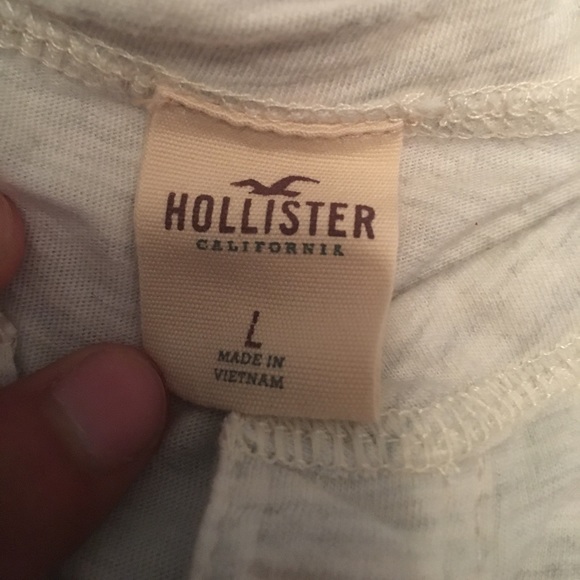 HOLLISTER
CALIFORNIA
L
MADE IN
VIETNAM